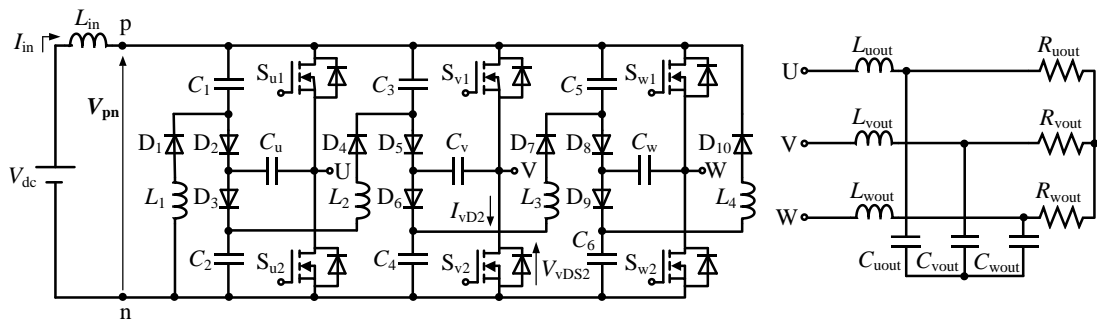 L_in
I_in
p
V_pn
V_dc
n
C_1
S_u1
D_1
D_2
C_u
D_3
L_1
C_2
S_u2
U
C_3
S_v1
D_4
D_5
C_v
L_2
D_6
C_4
S_v2
V
I_vD2
V_vDS2
C_5
S_w1
D_7
D_8
C_w
L_3
D_9
C_6
S_w2
W
D_10
L_4
U
L_uout
R_uout
V
L_vout
R_vout
W
L_wout
R_wout
C_uout
C_vout
C_wout